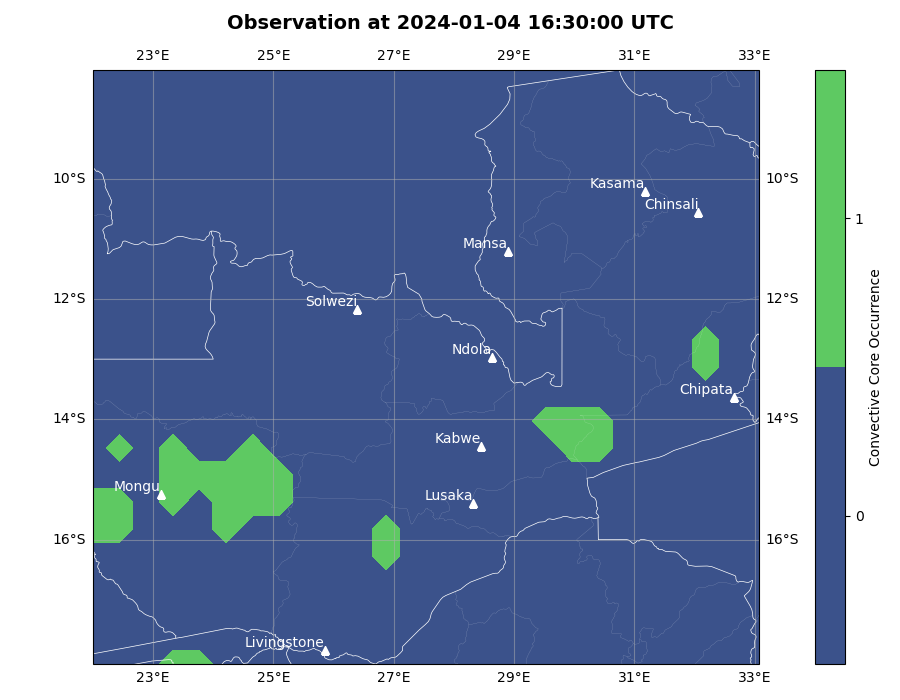 Observation at 2024-01-04 16:30:00 UTC
23°E 25°E 27°E 29°E 31°E 33°E
10°S 10°S
Kasama
Chinsali
Mansa
12°S 12°S
Solwezi
Ndola
Chipata
14°S 14°S
Kabwe
Mongu
Lusaka
16°S 16°S
Livingstone
23°E 25°E 27°E 29°E 31°E 33°E
1
0
Convective Core Occurrence